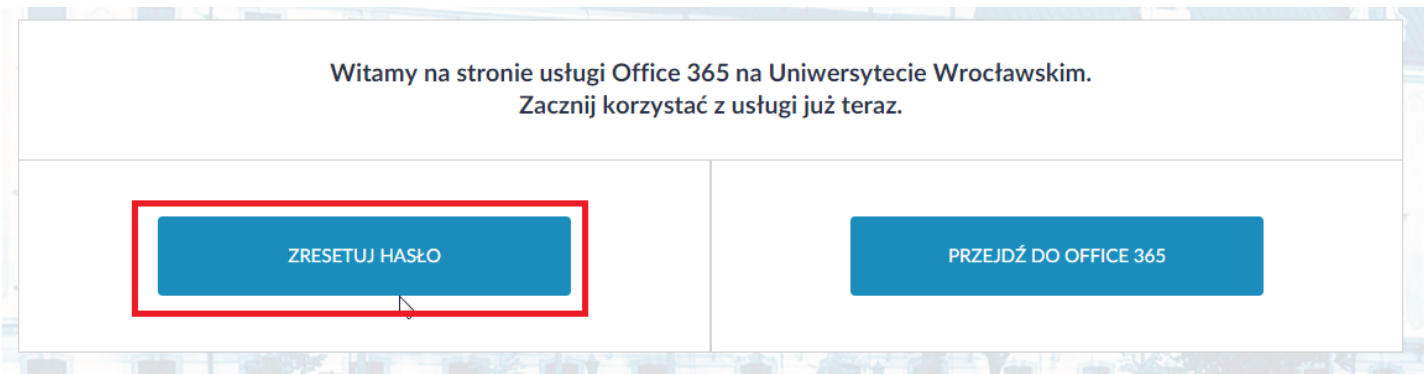 Witamy na stronie usługi Office 365 na Uniwersytecie Wrocławskim.
Zacznij korzystać z usługi już teraz.
ZRESETUJ HASŁO
PRZEJDŹ DO OFFICE 365